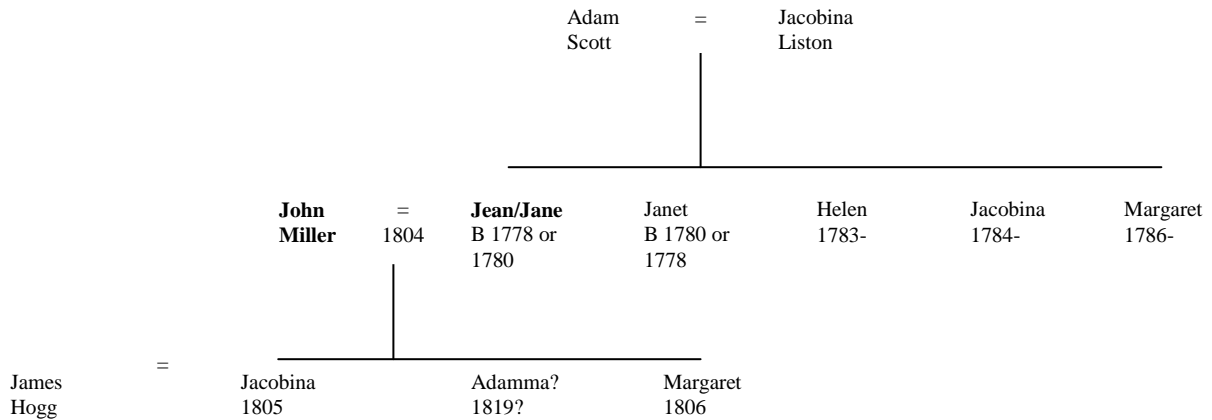 Adam = Jacobina
Scott Liston
John = Jean/Jane Janet Helen Jacobina Margaret
Miller 1804 B 1778 or B 1780 or 1783- 1784- 1786-
1780 1778
=
James Jacobina Adamma? Margaret
Hogg 1805 1819? 1806